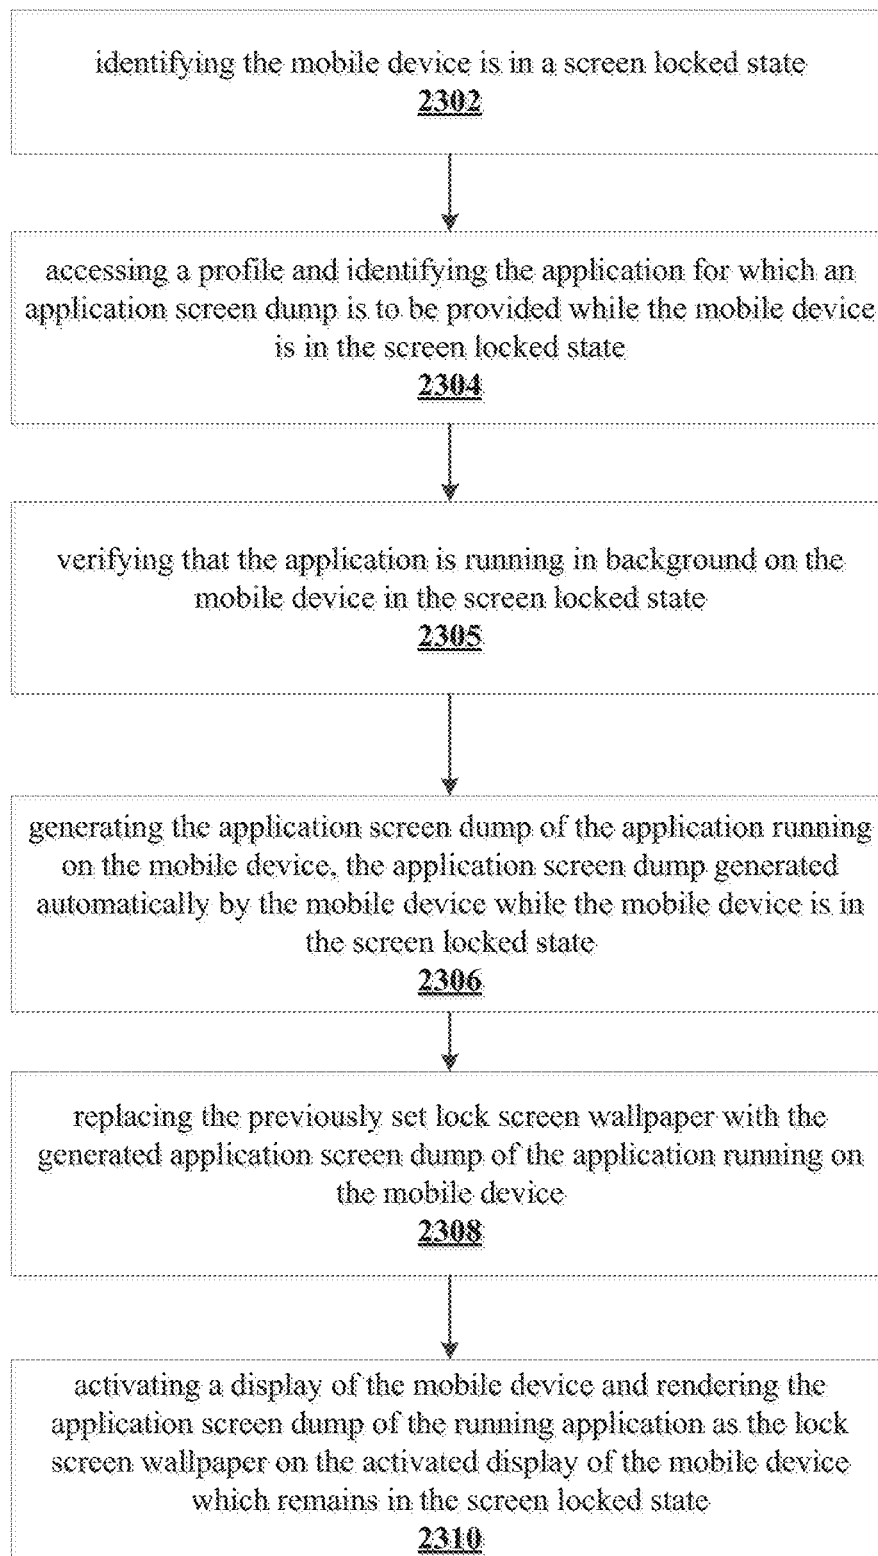 identifying the mobile device is in a screen locked state
2302
accessing a profile and identifying the application for which an
application screen dump is to be provided while the mobile device
is in the screen locked state
2304
verifying that the application is running in background on the
mobile device in the screen locked state
2305
generating the application screen dump of the application running
on the mobile device, the application screen dump generated
automatically by the mobile device while the mobile device is in
the screen locked state
2306
replacing the previously set lock screen wallpaper with the
generated application screen dump of the application running on
the mobile device
2308
activating a display of the mobile device and rendering the
application screen dump of the running application as the lock
screen wallpaper on the activated display of the mobile device
which remains in the screen locked state
2310